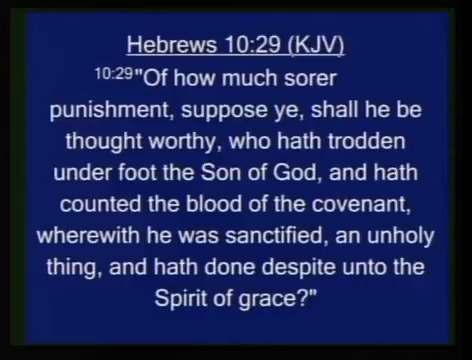 Hebrews 10:29 (KJV)
10:29"Of how much sorer
punishment, suppose ye, shall he be
thought worthy, who hath trodden
under foot the Son of God, and hath
counted the blood of the covenant,
wherewith he was sanctified, an unholy
thing, and hath done despite unto the
Spirit of grace?"